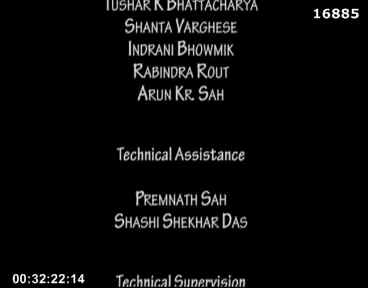 16885
TUSHAR K BHATTACHARYA
SHANTA VARGHESE
INDRANI BHOWMIK
RABINDRA ROUT
ARUN KR. SAH
Technical Assistance
PREMNATH SAH
SHASHI SHEKHAR DAS
00:32:22:14
Technical Supervision